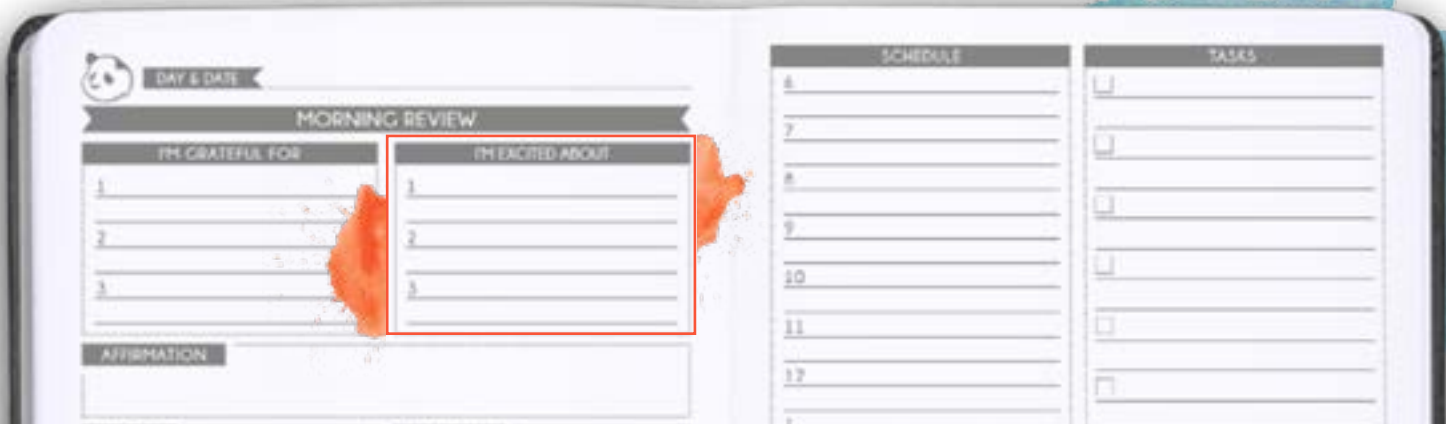 DAY & DATE
MORNING REVIEW
I'M GRATEFUL FOR
1
2
3
I'M EXCITED ABOUT
1
2
3
AFFIRMATION
SCHEDULE
6
7
8
9
10
11
12
TASKS